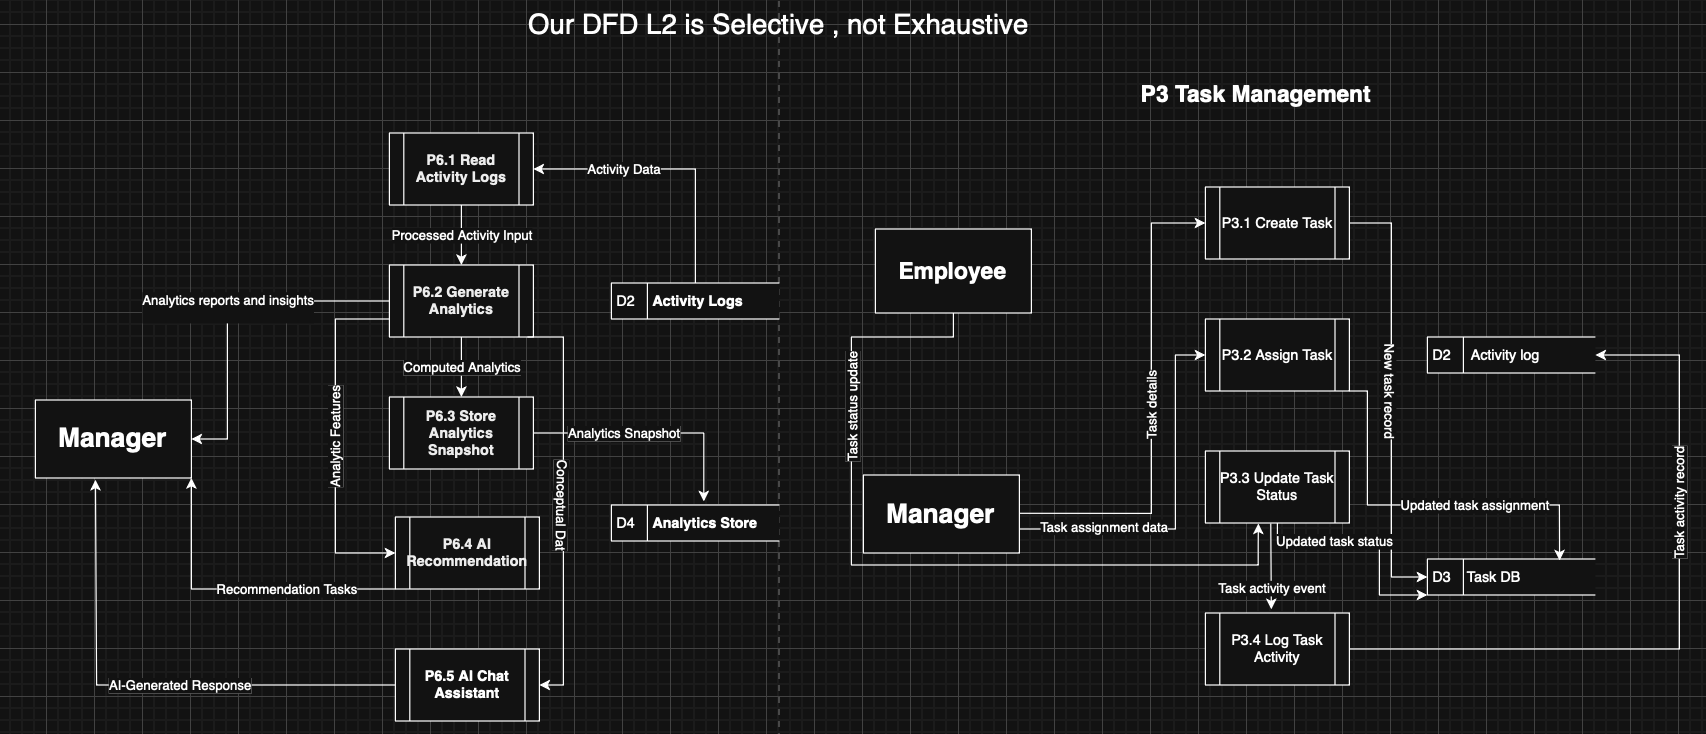 Our DFD L2 is Selective , not Exhaustive
P6.1 Read
Activity Logs
Activity Data
Processed Activity Input
P6.2 Generate
Analytics
Analytics reports and insights
D2
Activity Logs
Computed Analytics
Analytic Features
P6.3 Store
Analytics
Snapshot
Analytics Snapshot
Manager
Conceptual Dat
D4
Analytics Store
P6.4 AI
Recommendation
Recommendation Tasks
P6.5 AI Chat
Assistant
AI-Generated Response
P3 Task Management
P3.1 Create Task
Employee
P3.2 Assign Task
D2
Activity log
Task status update
Task details
New task record
P3.3 Update Task
Status
Manager
Task assignment data
Updated task assignment
Updated task status
Task activity record
D3
Task DB
Task activity event
P3.4 Log Task
Activity